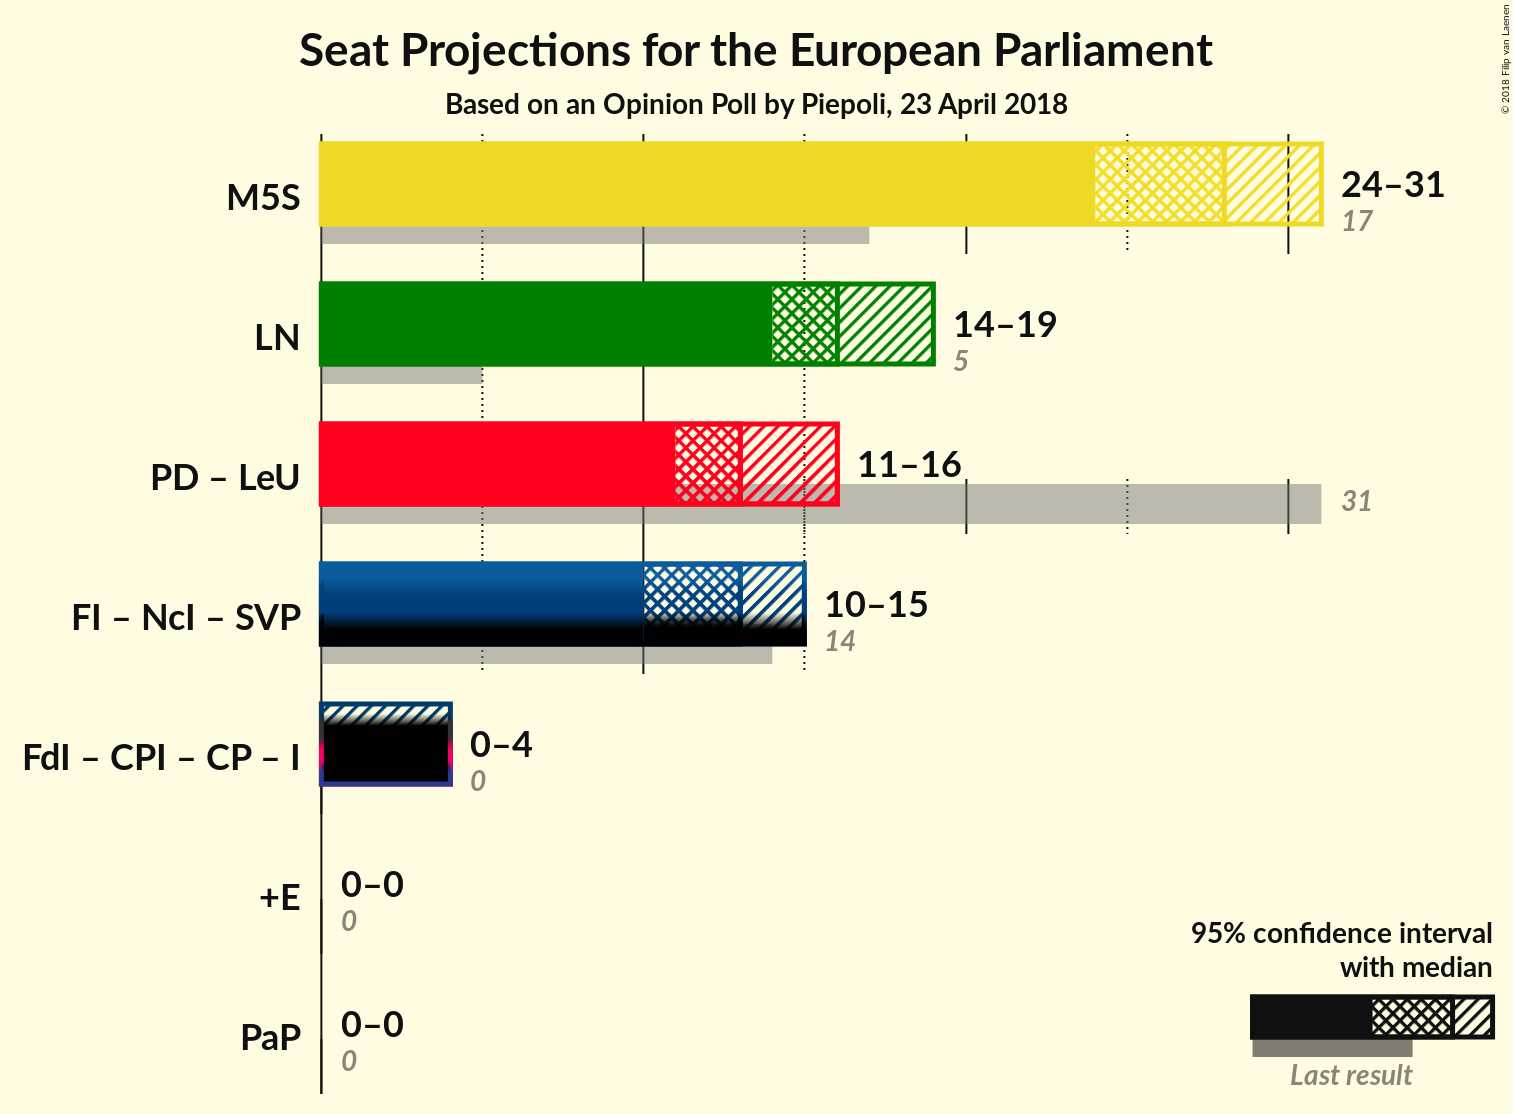 Seat Projections for the European Parliament
Based on an Opinion Poll by Piepoli, 23 April 2018
© 2018 Filip van Laenen
M5S
24–31
17
LN
14–19
5
PD – LeU
11–16
31
FI – NcI – SVP
10–15
14
FdI – CPI – CP – I
0–4
0
+E
0–0
0
PaP
0–0
0
95% confidence interval
with median
Last result